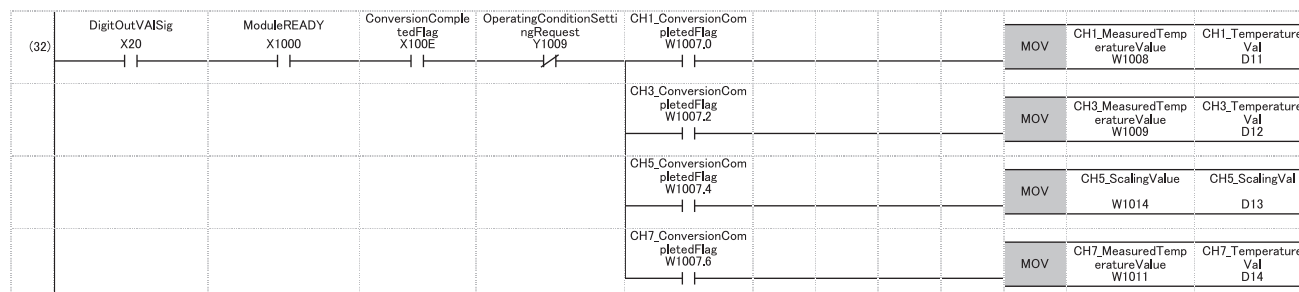 (32)
DigitOutVAlSig
X20
ModuleREADY
X1000
ConversionComple
tedFlag
X100E
OperatingConditionSetti
ngRequest
Y1009
CH1_ConversionCom
pletedFlag
W1007.0
MOV
CH1_MeasuredTemp
eratureValue
W1008
CH1_Temperature
Val
D11
CH3_ConversionCom
pletedFlag
W1007.2
MOV
CH3_MeasuredTemp
eratureValue
W1009
CH3_Temperature
Val
D12
CH5_ConversionCom
pletedFlag
W1007.4
MOV
CH5_ScalingValue
W1014
CH5_ScalingVal
D13
CH7_ConversionCom
pletedFlag
W1007.6
MOV
CH7_MeasuredTemp
eratureValue
W1011
CH7_Temperature
Val
D14